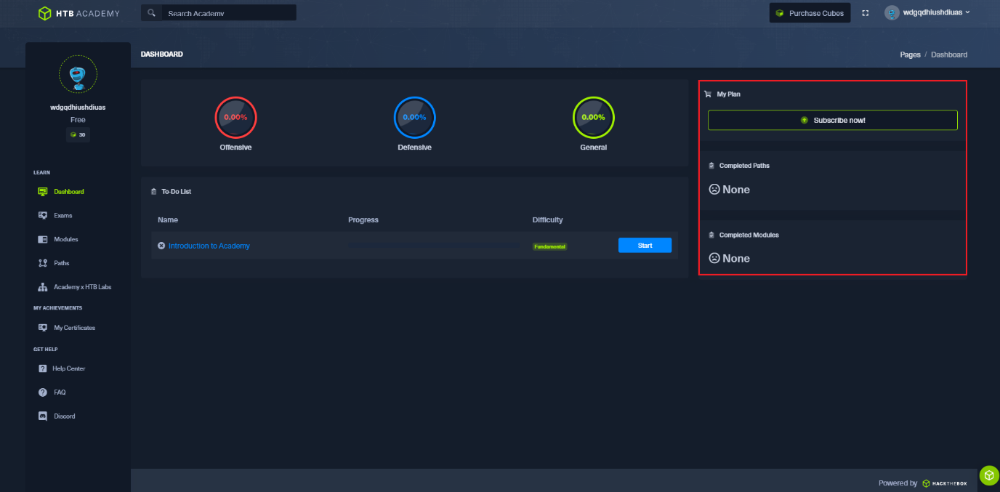 HTB ACADEMY
Search Academy
Purchase Cubes
wdgqdhiushdiuas
wdgqdhiushdiuas
Free
30
LEARN
Dashboard
Exams
Modules
Paths
Academy x HTB Labs
MY ACHIEVEMENTS
My Certificates
GET HELP
Help Center
FAQ
Discord
DASHBOARD
Pages / Dashboard
0.00% 0.00% 0.00%
Offensive Defensive General
To-Do List
Name Progress Difficulty
Introduction to Academy Fundamental Start
My Plan
Subscribe now!
Completed Paths
None
Completed Modules
None
Powered by HACKTHEBOX